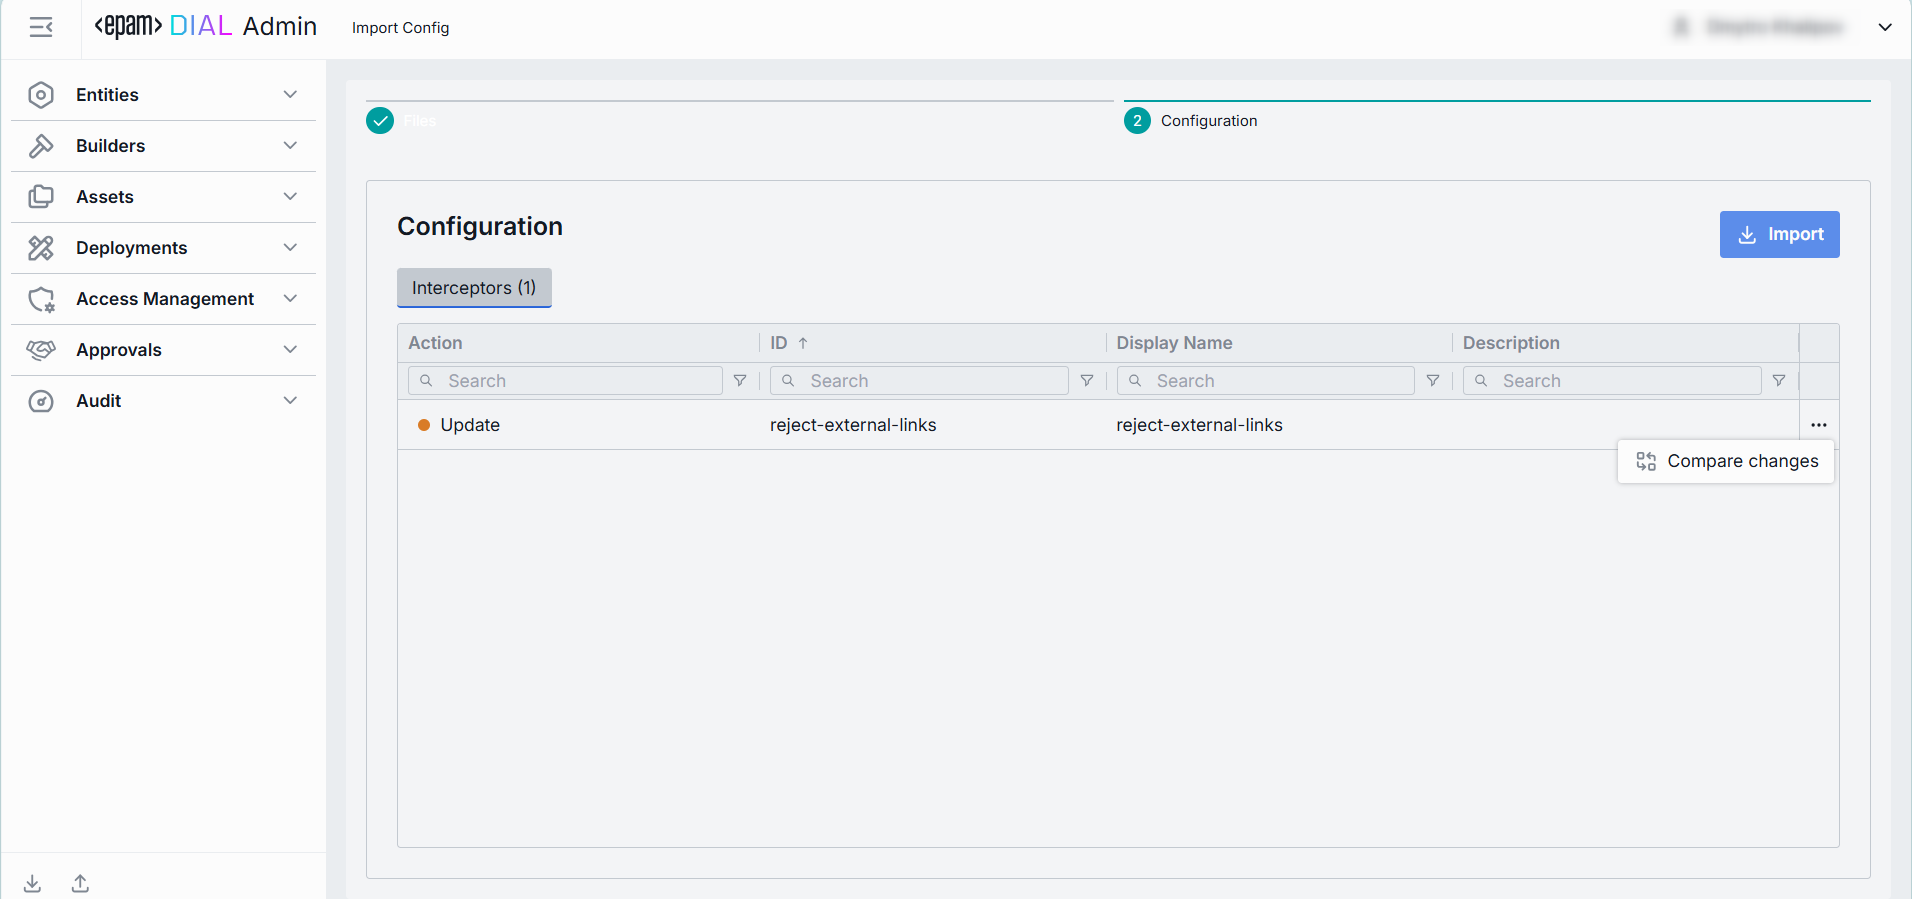 <epam> DIAL Admin
Import Config
Entities
Builders
Assets
Deployments
Access Management
Approvals
Audit
Files
2 Configuration
Configuration
Import
Interceptors (1)
Action ID ↑ Display Name Description
Search Search Search Search
Update reject-external-links reject-external-links ...
Compare changes